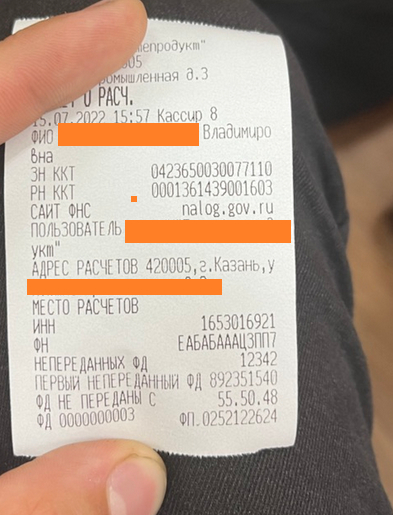 епродукт"
005
омышленная д.3
О РАСЧ.
15.07.2022 15:57 Кассир 8
ФИО Владимиро
вна
ЗН ККТ 0423650030077110
РН ККТ 0001361439001603
САЙТ ФНС nalog.gov.ru
ПОЛЬЗОВАТЕЛЬ
укт"
АДРЕС РАСЧЕТОВ 420005,г.Казань,у
МЕСТО РАСЧЕТОВ
ИНН 1653016921
ФН ЕАБАБАААЦЗПП7
НЕПЕРЕДАННЫХ ФД 12342
ПЕРВЫЙ НЕПЕРЕДАННЫЙ ФД 892351540
ФД НЕ ПЕРЕДАНЫ С 55.50.48
ФД 0000000003 ФП.0252122624